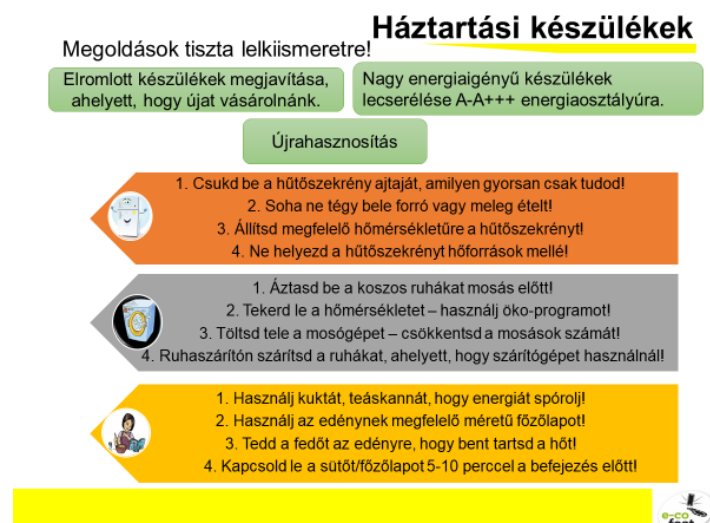 Háztartási készülékek
Megoldások tiszta lelkiismeretre!
Elromlott készülékek megjavítása,
ahelyett, hogy újat vásárolnánk.
Nagy energiaigényű készülékek
lecserélése A-A+++ energiaosztályúra.
Újrahasznosítás
1. Csukd be a hűtőszekrény ajtaját, amilyen gyorsan csak tudod!
2. Soha ne tégy bele forró vagy meleg ételt!
3. Állítsd megfelelő hőmérsékletűre a hűtőszekrényt!
4. Ne helyezd a hűtőszekrényt hőforrások mellé!
1. Áztasd be a koszos ruhákat mosás előtt!
2. Tekerd le a hőmérsékletet – használj öko-programot!
3. Töltsd tele a mosógépet – csökkentsd a mosások számát!
4. Ruhaszárítón szárítsd a ruhákat, ahelyett, hogy szárítógépet használnál!
1. Használj kuktát, teáskannát, hogy energiát spórolj!
2. Használj az edénynek megfelelő méretű főzőlapot!
3. Tedd a fedőt az edényre, hogy bent tartsd a hőt!
4. Kapcsold le a sütőt/főzőlapot 5-10 perccel a befejezés előtt!
e-co
foot